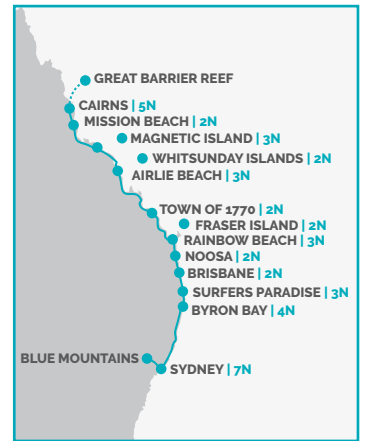 GREAT BARRIER REEF
CAIRNS | 5N
MISSION BEACH | 2N
MAGNETIC ISLAND | 3N
WHITSUNDAY ISLANDS | 2N
AIRLIE BEACH | 3N
TOWN OF 1770 | 2N
FRASER ISLAND | 2N
RAINBOW BEACH | 3N
NOOSA | 2N
BRISBANE | 2N
SURFERS PARADISE | 3N
BYRON BAY | 4N
BLUE MOUNTAINS
SYDNEY | 7N